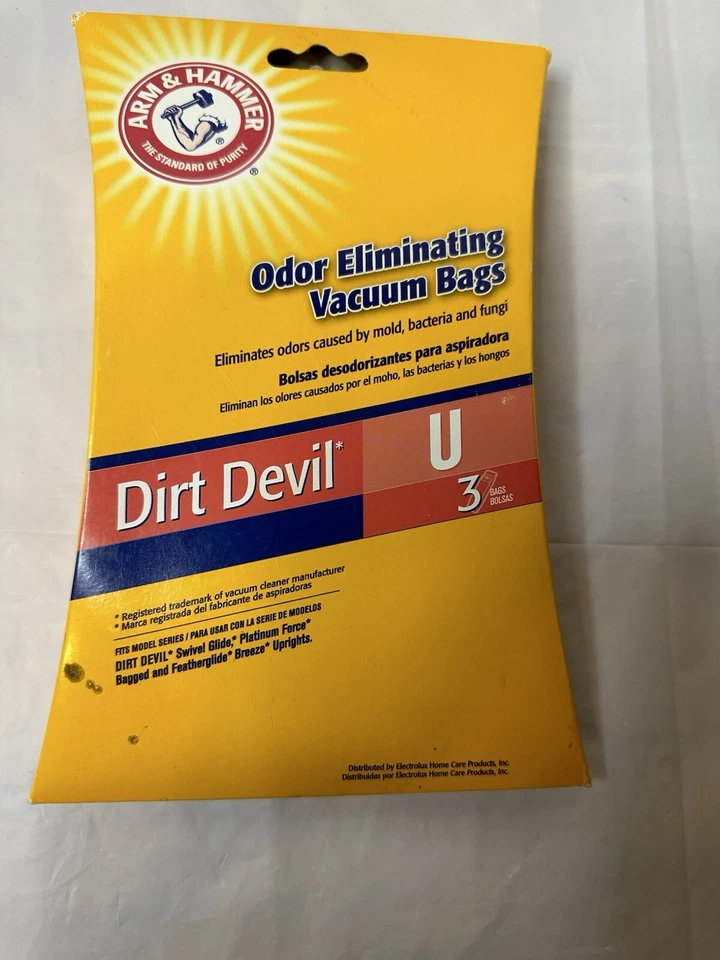 ARM & HAMMER
THE STANDARD OF PURITY
®
®
Odor Eliminating
Vacuum Bags
Eliminates odors caused by mold, bacteria and fungi
Bolsas desodorizantes para aspiradora
Eliminan los olores causados por el moho, las bacterias y los hongos
Dirt Devil*
U
3 BAGS
BOLSAS
* Registered trademark of vacuum cleaner manufacturer
* Marca registrada del fabricante de aspiradoras
FITS MODEL SERIES / PARA USAR CON LA SERIE DE MODELOS
DIRT DEVIL* Swivel Glide,* Platinum Force*
Bagged and Featherglide* Breeze* Uprights.
Distributed by Electrolux Home Care Products, Inc.
Distribuidas por Electrolux Home Care Products, Inc.